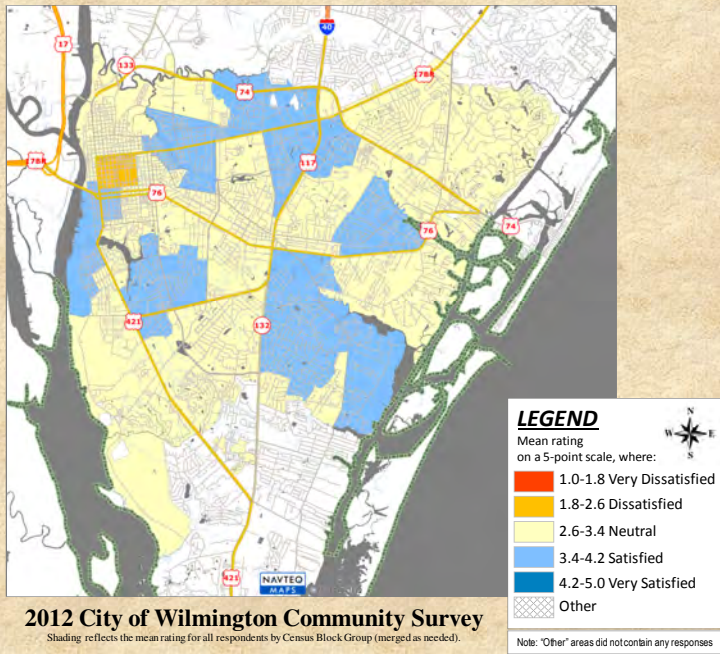 40
17
133
74
17BR
17BR
117
76
76
74
421
132
421
NAVTEQ
MAPS
LEGEND
N
W E
S
Mean rating
on a 5-point scale, where:
1.0-1.8 Very Dissatisfied
1.8-2.6 Dissatisfied
2.6-3.4 Neutral
3.4-4.2 Satisfied
4.2-5.0 Very Satisfied
Other
Note: "Other" areas did not contain any responses
2012 City of Wilmington Community Survey
Shading reflects the mean rating for all respondents by Census Block Group (merged as needed).